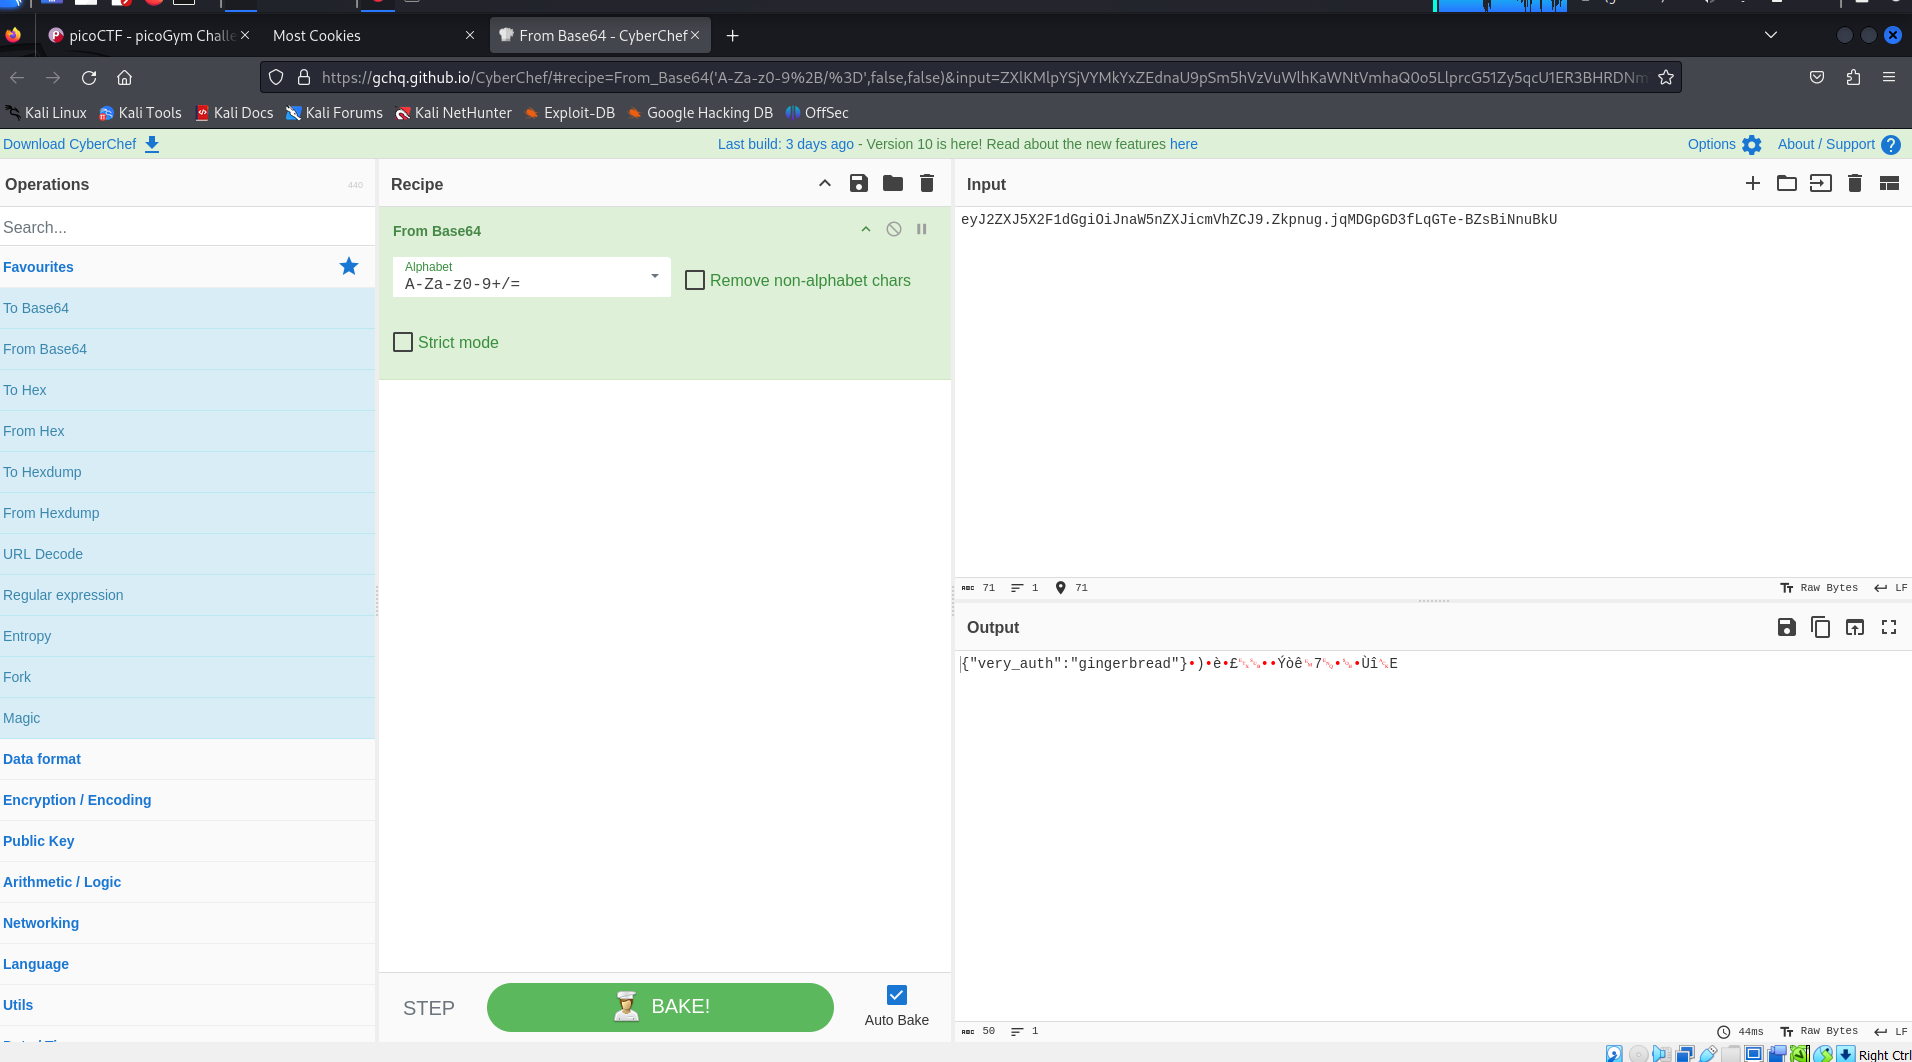 picoCTF - picoGym Challe
Most Cookies
From Base64 - CyberChef
https://gchq.github.io/CyberChef/#recipe=From_Base64('A-Za-z0-9%2B/%3D',false,false)&input=ZXlKMlpYSjVYMkYxZEdnaU9pSm5hVzVuWlhKaWNtVmhaQ0o5LlprcG51Zy5qcU1ER3BHRDNm
Kali Linux Kali Tools Kali Docs Kali Forums Kali NetHunter Exploit-DB Google Hacking DB OffSec
Download CyberChef
Last build: 3 days ago - Version 10 is here! Read about the new features here
Options About / Support
Operations 440
Search...
Favourites
To Base64
From Base64
To Hex
From Hex
To Hexdump
From Hexdump
URL Decode
Regular expression
Entropy
Fork
Magic
Data format
Encryption / Encoding
Public Key
Arithmetic / Logic
Networking
Language
Utils
Recipe
From Base64
Alphabet
A-Za-z0-9+/=
Remove non-alphabet chars
Strict mode
STEP
BAKE!
Auto Bake
Input
eyJ2ZXJ5X2F1dGgiOiJnaW5nZXJicmVhZCJ9.Zkpnug.jqMDGpGD3fLqGTe-BZsBiNnuBkU
ABC 71 1 71
Raw Bytes LF
Output
{"very_auth":"gingerbread"}•)•è•£
••Ýòê
7
•
•Ùî
E
ABC 50 1
44ms Raw Bytes LF
Right Ctrl